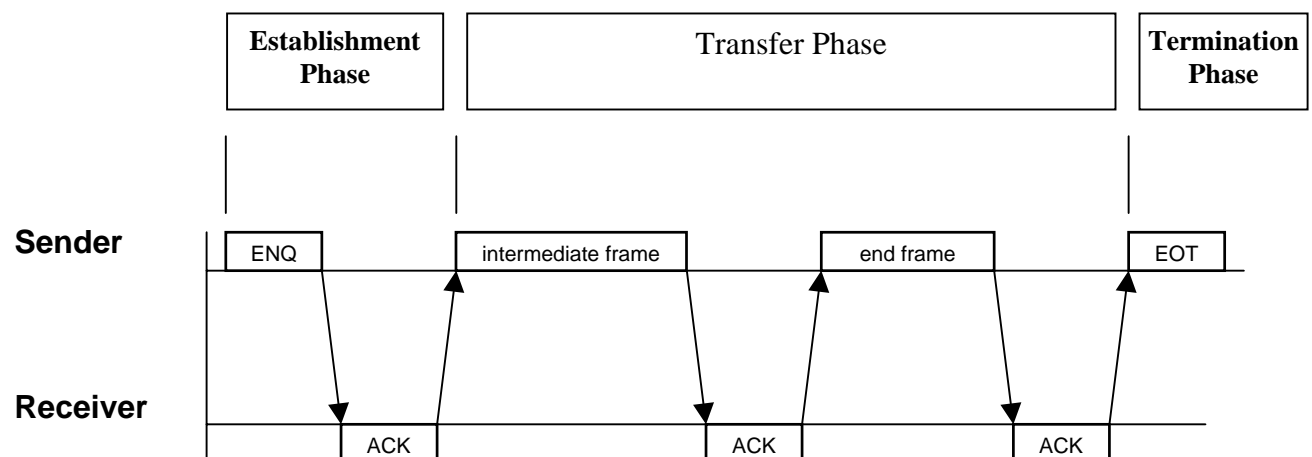 Establishment
Phase
Transfer Phase
Termination
Phase
Sender
ENQ
intermediate frame
end frame
EOT
Receiver
ACK
ACK
ACK